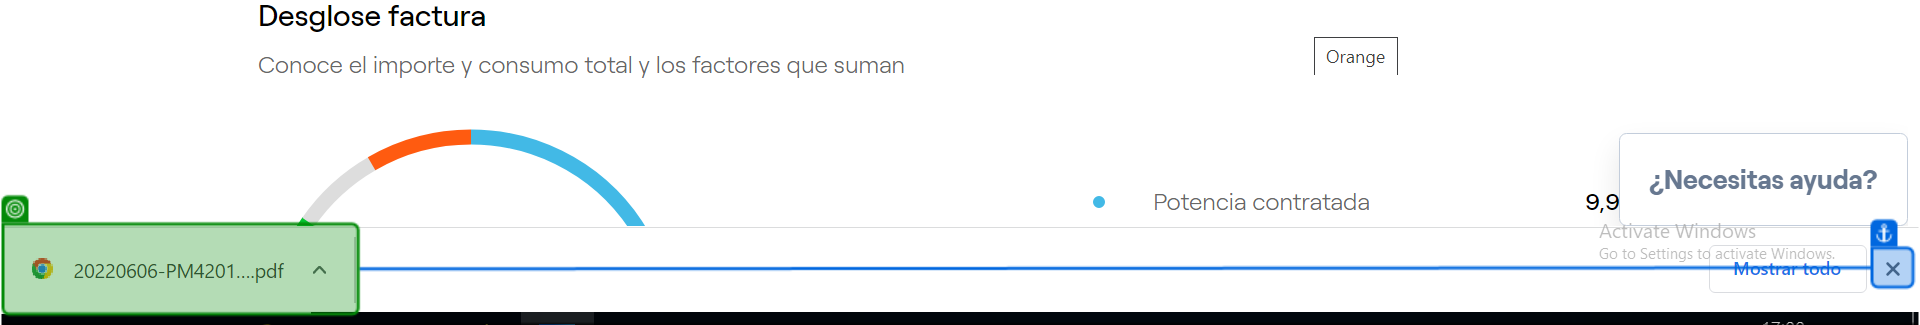 Desglose factura
Conoce el importe y consumo total y los factores que suman
Orange
¿Necesitas ayuda?
Potencia contratada
9,9
Activate Windows
Go to Settings to activate Windows.
20220606-PM4201....pdf
Mostrar todo